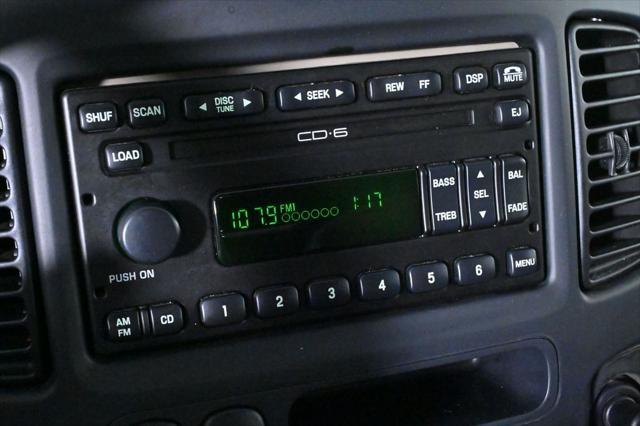 SHUF SCAN DISC TUNE SEEK REW FF DSP MUTE
LOAD CD·6 EJ
107.9 FM1 1:17
BASS TREB SEL BAL FADE
PUSH ON
AM FM CD 1 2 3 4 5 6 MENU